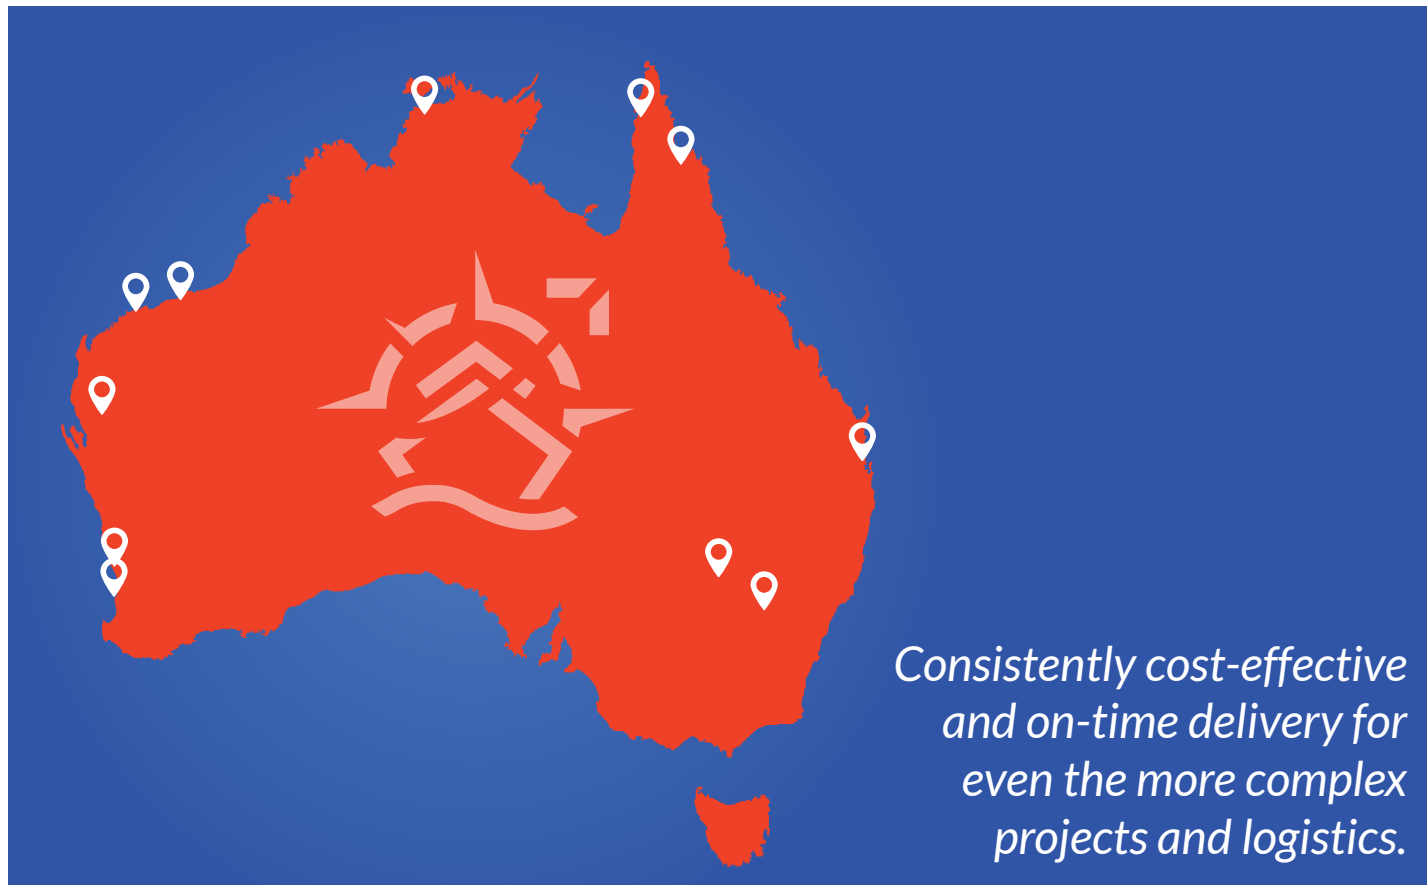 Consistently cost-effective
and on-time delivery for
even the more complex
projects and logistics.